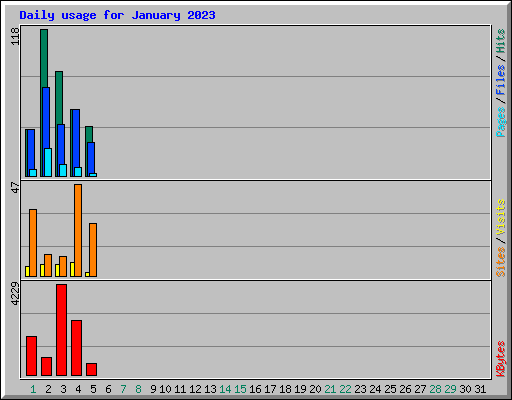 Daily usage for January 2023
118
Pages / Files / Hits
47
Sites / Visits
4229
KBytes
1 2 3 4 5 6 7 8 9 10 11 12 13 14 15 16 17 18 19 20 21 22 23 24 25 26 27 28 29 30 31